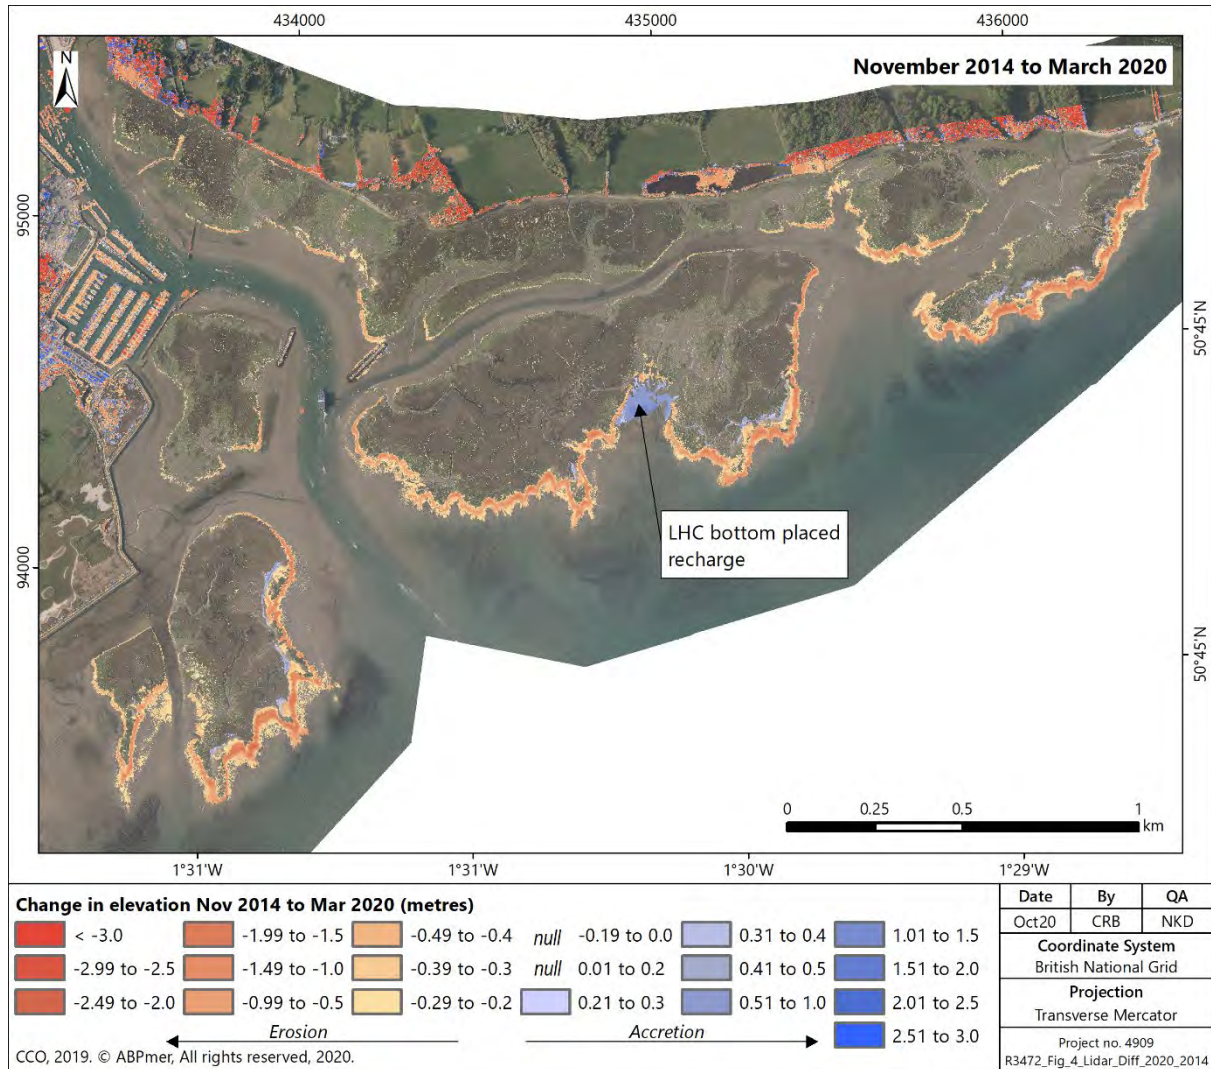 434000
435000
436000
N
November 2014 to March 2020
95000
94000
50°45'N
50°45'N
LHC bottom placed
recharge
0 0.25 0.5 1
km
1°31'W
1°31'W
1°30'W
1°29'W
Change in elevation Nov 2014 to Mar 2020 (metres)
< -3.0
-2.99 to -2.5
-2.49 to -2.0
-1.99 to -1.5
-1.49 to -1.0
-0.99 to -0.5
-0.49 to -0.4
-0.39 to -0.3
-0.29 to -0.2
null -0.19 to 0.0
null 0.01 to 0.2
0.21 to 0.3
0.31 to 0.4
0.41 to 0.5
0.51 to 1.0
1.01 to 1.5
1.51 to 2.0
2.01 to 2.5
2.51 to 3.0
Erosion
Accretion
CCO, 2019. © ABPmer, All rights reserved, 2020.
Date By QA
Oct20 CRB NKD
Coordinate System
British National Grid
Projection
Transverse Mercator
Project no. 4909
R3472_Fig_4_Lidar_Diff_2020_2014